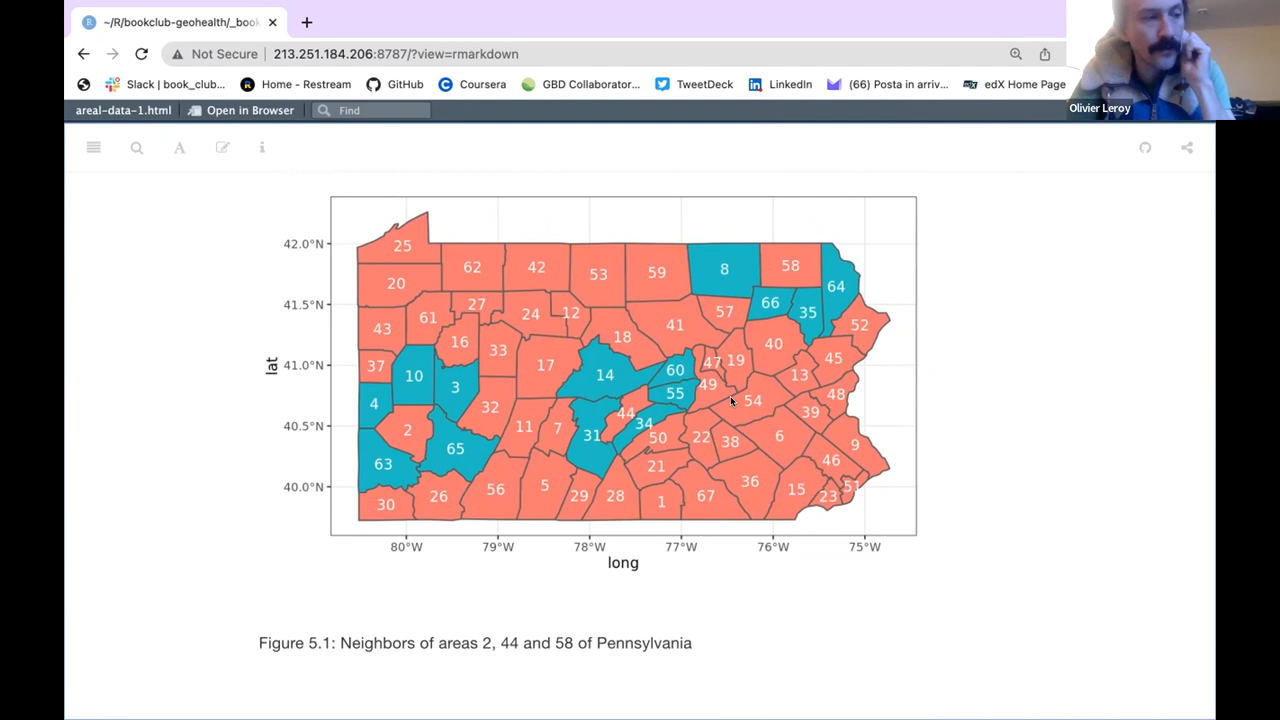 ~/R/bookclub-geohealth/_book
Not Secure | 213.251.184.206:8787/?view=rmarkdown
Slack | book_club... Home - Restream GitHub Coursera GBD Collaborator... TweetDeck LinkedIn (66) Posta in arriv... edX Home Page
Olivier Leroy
areal-data-1.html Open in Browser Find
42.0°N
41.5°N
41.0°N
40.5°N
40.0°N
lat
25 62 42 53 59 8 58 64
20 27 24 12 57 66 35
43 61 16 33 18 41 40 52
37 10 3 17 14 60 47 19 13 45
4 2 32 11 7 31 44 34 55 49 54 39 48
63 65 50 22 38 6 46 9
30 26 56 5 29 28 21 1 67 36 15 23 51
80°W 79°W 78°W 77°W 76°W 75°W
long
Figure 5.1: Neighbors of areas 2, 44 and 58 of Pennsylvania